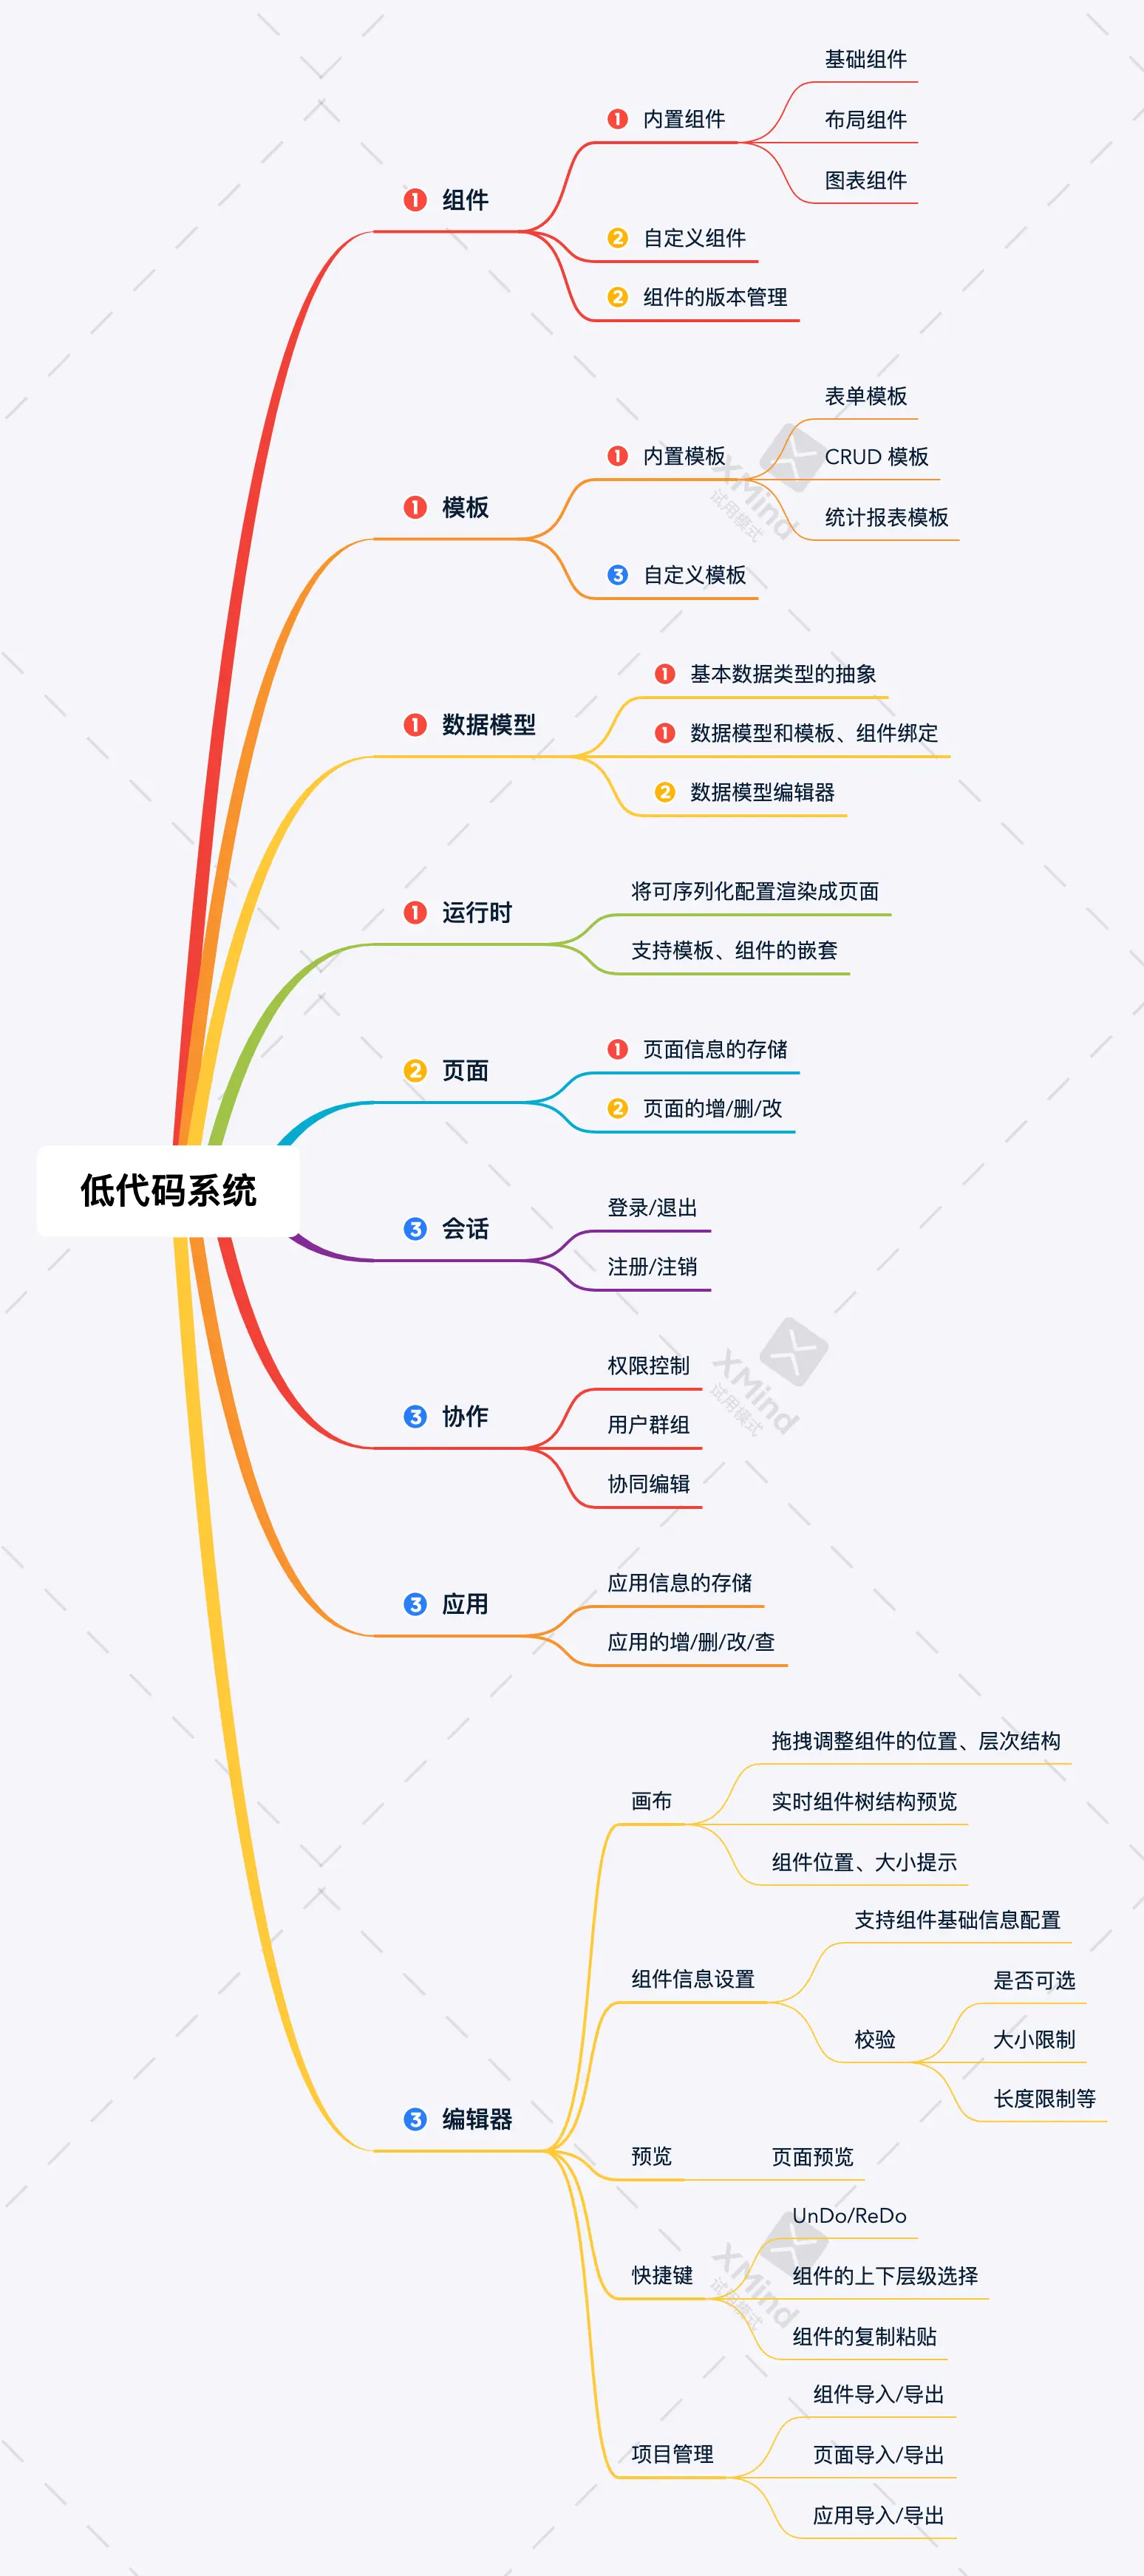 基础组件
1 内置组件
布局组件
图表组件
1 组件
2 自定义组件
2 组件的版本管理
表单模板
1 内置模板
CRUD 模板
统计报表模板
1 模板
3 自定义模板
1 基本数据类型的抽象
1 数据模型
1 数据模型和模板、组件绑定
2 数据模型编辑器
将可序列化配置渲染成页面
1 运行时
支持模板、组件的嵌套
1 页面信息的存储
2 页面
2 页面的增/删/改
低代码系统
登录/退出
3 会话
注册/注销
权限控制
3 协作
用户群组
协同编辑
应用信息的存储
3 应用
应用的增/删/改/查
拖拽调整组件的位置、层次结构
画布
实时组件树结构预览
组件位置、大小提示
支持组件基础信息配置
组件信息设置
是否可选
校验
大小限制
长度限制等
3 编辑器
预览
页面预览
UnDo/ReDo
快捷键
组件的上下层级选择
组件的复制粘贴
组件导入/导出
项目管理
页面导入/导出
应用导入/导出
XMind
试用模式
XMind
试用模式
XMind
试用模式